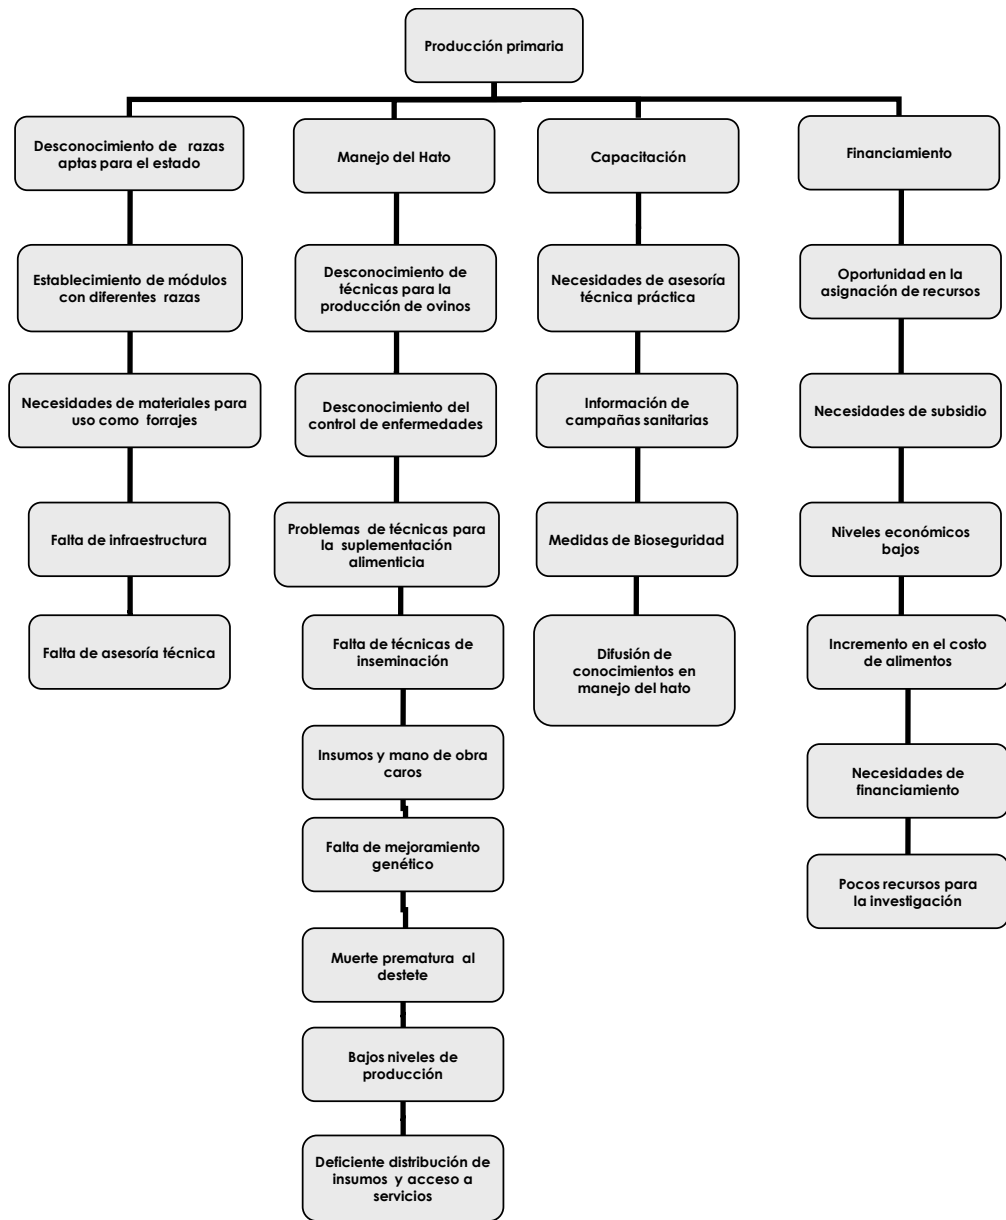 Producción primaria
Desconocimiento de razas
aptas para el estado
Establecimiento de módulos
con diferentes razas
Necesidades de materiales para
uso como forrajes
Falta de infraestructura
Falta de asesoría técnica
Manejo del Hato
Desconocimiento de
técnicas para la
producción de ovinos
Desconocimiento del
control de enfermedades
Problemas de técnicas para
la suplementación
alimenticia
Falta de técnicas de
inseminación
Insumos y mano de obra
caros
Falta de mejoramiento
genético
Muerte prematura al
destete
Bajos niveles de
producción
Deficiente distribución de
insumos y acceso a
servicios
Capacitación
Necesidades de asesoría
técnica práctica
Información de
campañas sanitarias
Medidas de Bioseguridad
Difusión de
conocimientos en
manejo del hato
Financiamiento
Oportunidad en la
asignación de recursos
Necesidades de subsidio
Niveles económicos
bajos
Incremento en el costo
de alimentos
Necesidades de
financiamiento
Pocos recursos para
la investigación